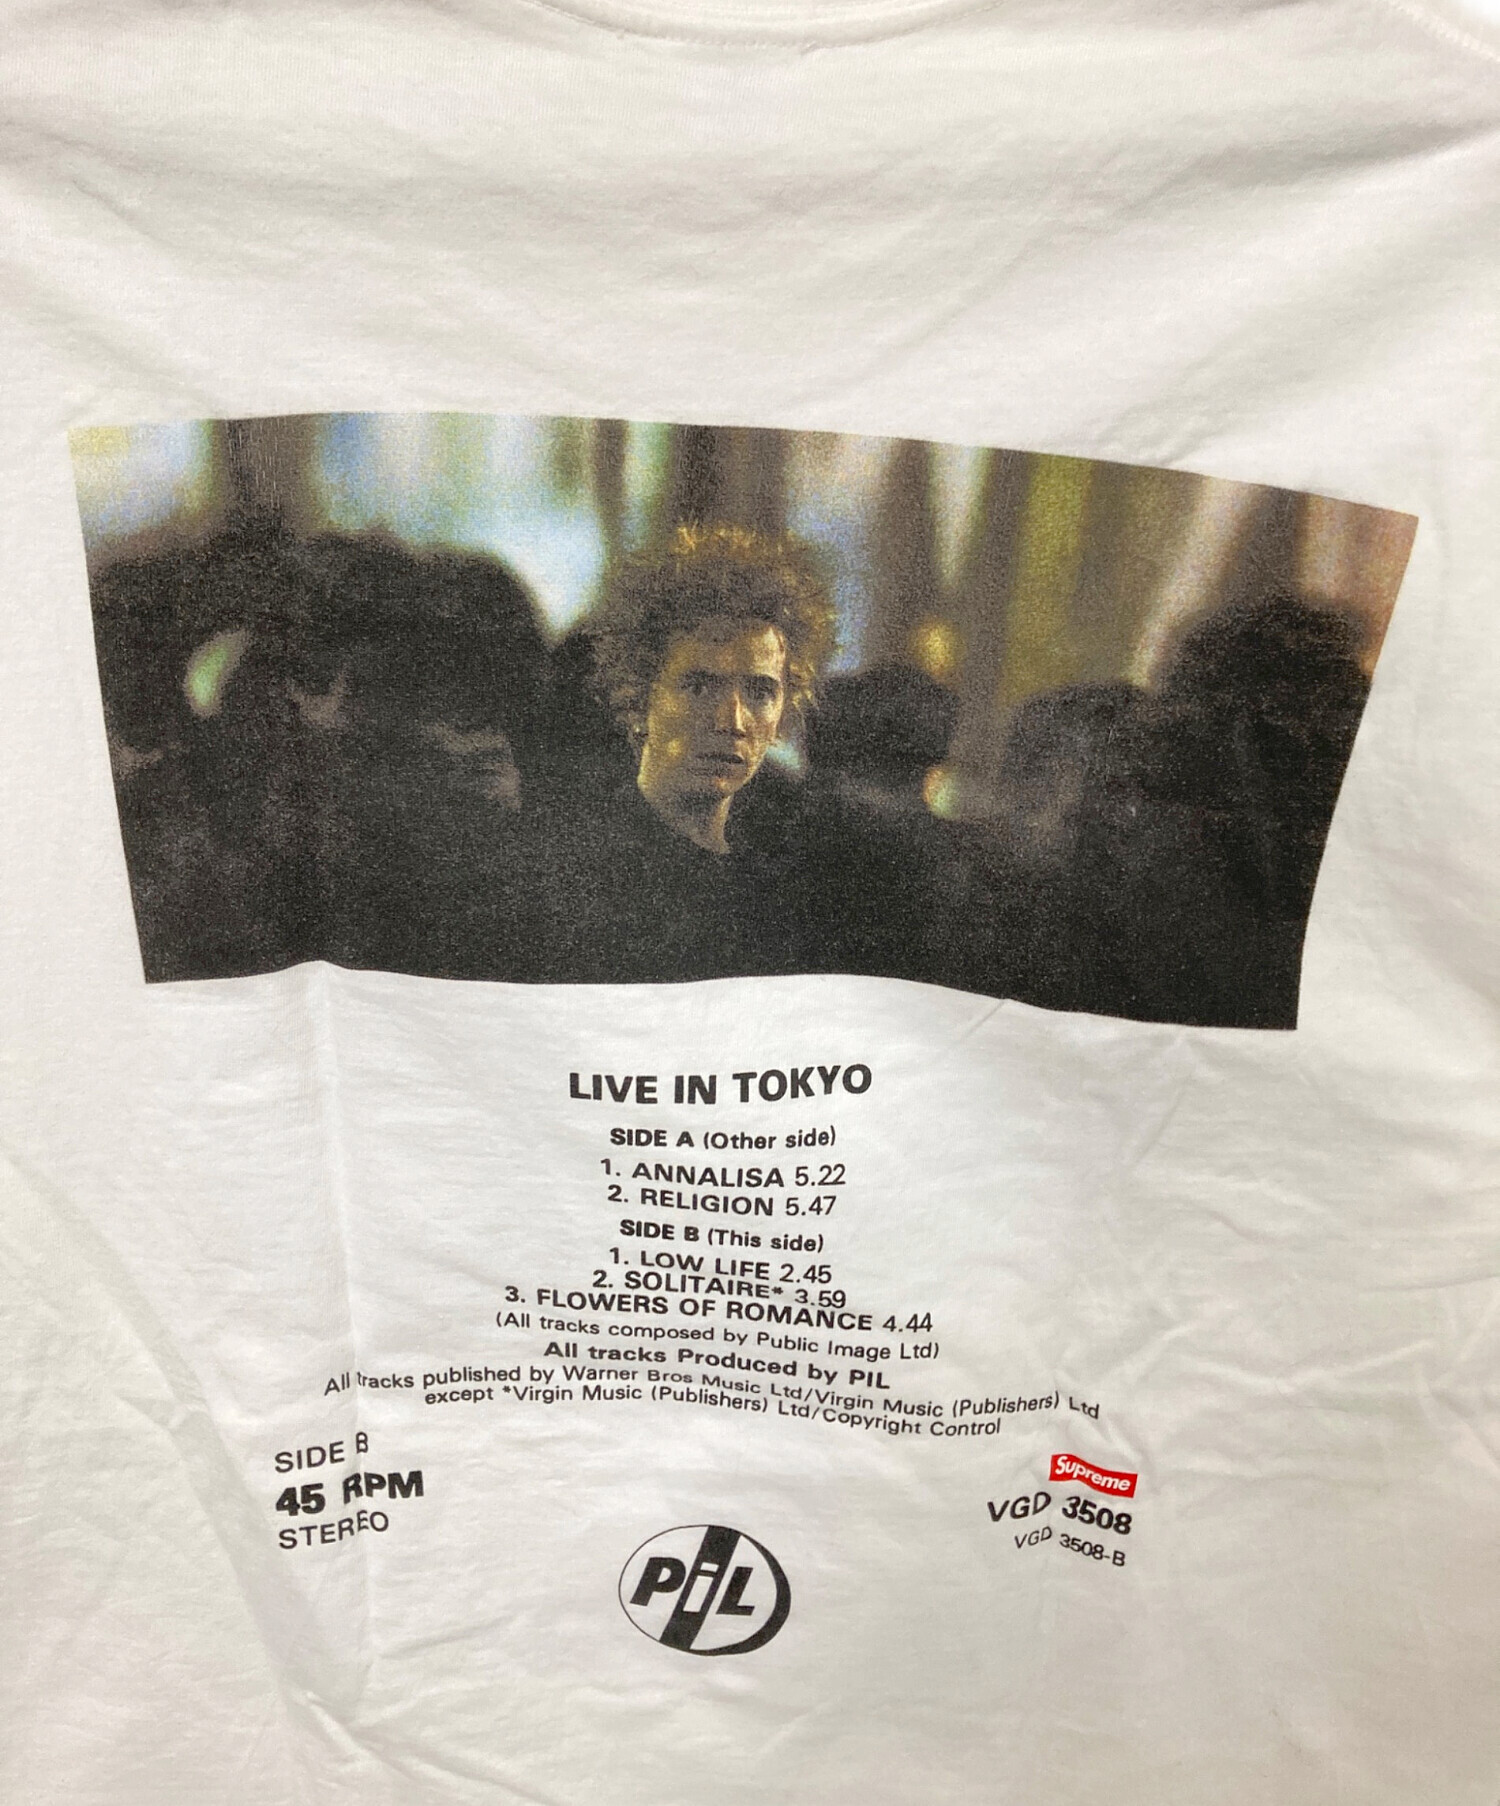 LIVE IN TOKYO
SIDE A (Other side)
1. ANNALISA 5.22
2. RELIGION 5.47
SIDE B (This side)
1. LOW LIFE 2.45
2. SOLITAIRE* 3.59
3. FLOWERS OF ROMANCE 4.44
(All tracks composed by Public Image Ltd)
All tracks Produced by PIL
All tracks published by Warner Bros Music Ltd/Virgin Music (Publishers) Ltd
except *Virgin Music (Publishers) Ltd/Copyright Control
SIDE B
45 RPM
STEREO
Supreme
VGD 3508
VGD 3508-B
PiL